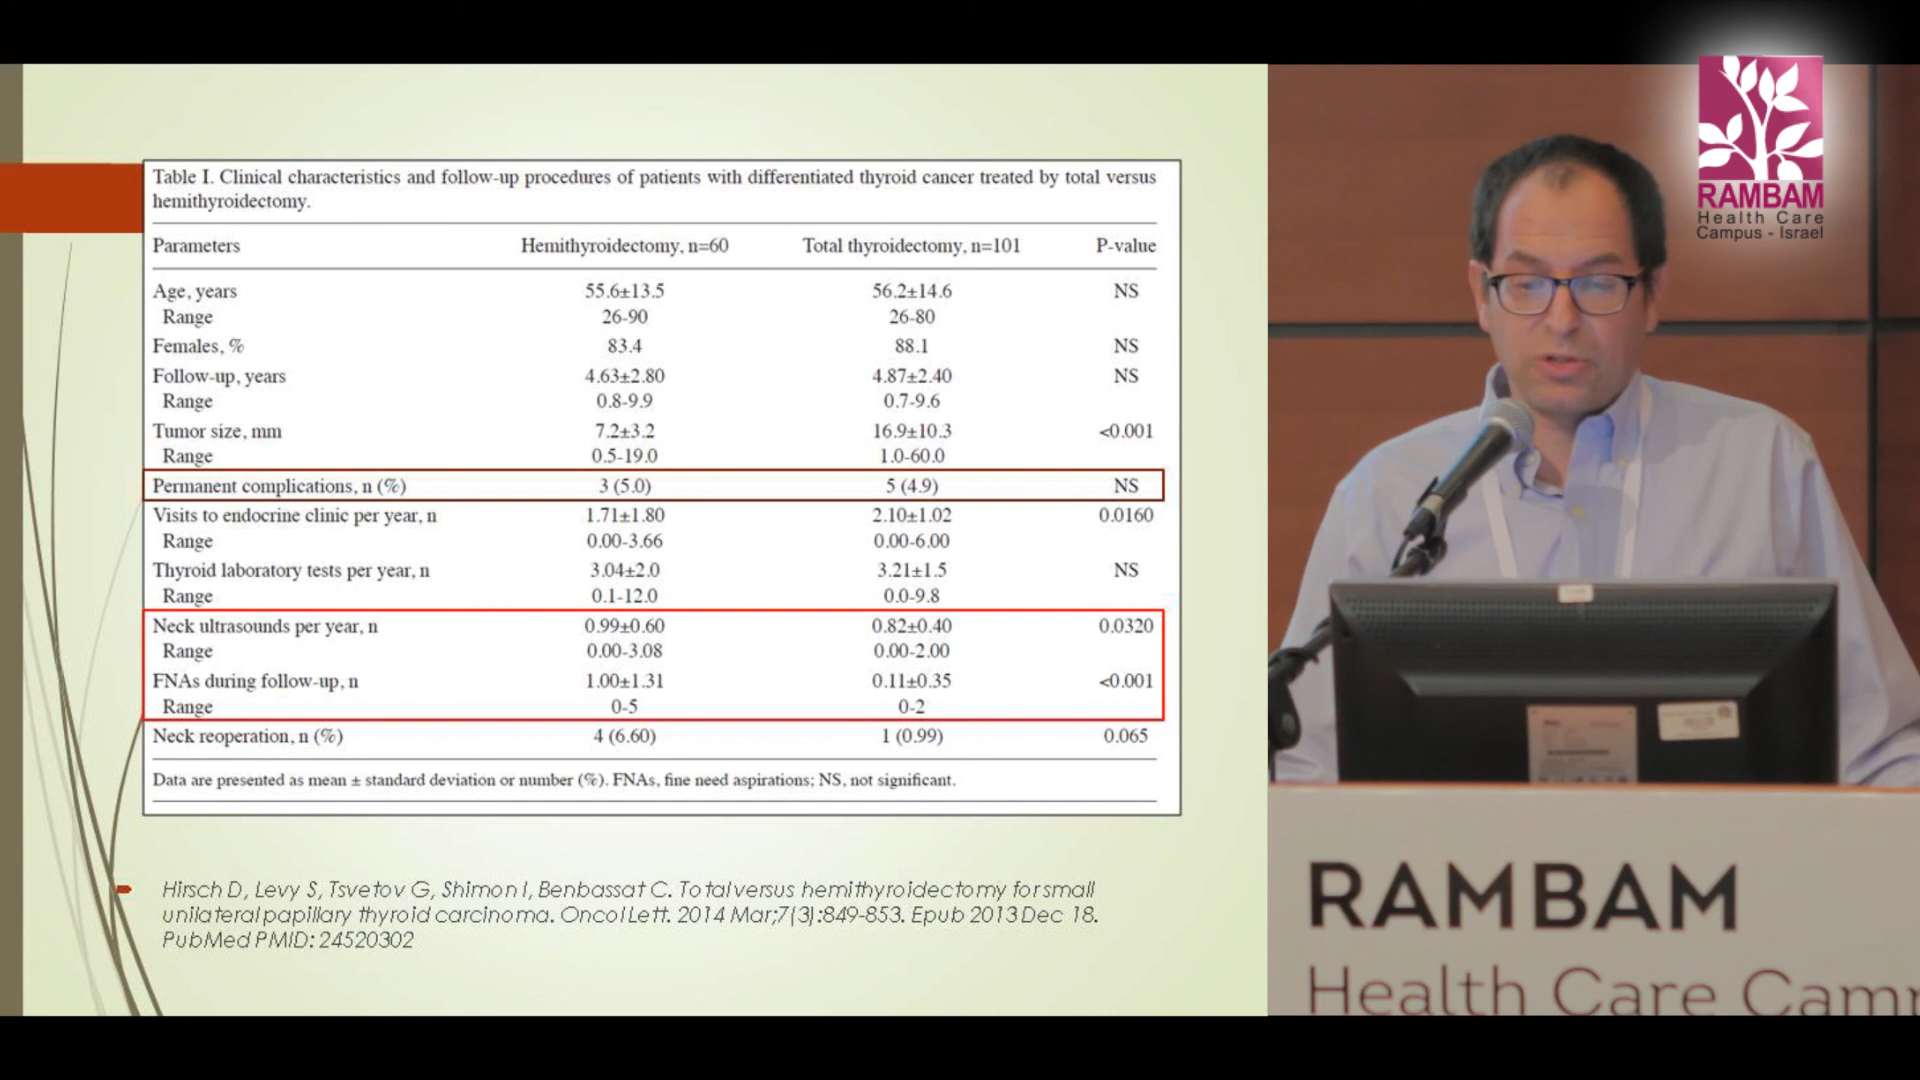 Table I. Clinical characteristics and follow-up procedures of patients with differentiated thyroid cancer treated by total versus
hemithyroidectomy.
Parameters Hemithyroidectomy, n=60 Total thyroidectomy, n=101 P-value
Age, years 55.6±13.5 56.2±14.6 NS
Range 26-90 26-80
Females, % 83.4 88.1 NS
Follow-up, years 4.63±2.80 4.87±2.40 NS
Range 0.8-9.9 0.7-9.6
Tumor size, mm 7.2±3.2 16.9±10.3 <0.001
Range 0.5-19.0 1.0-60.0
Permanent complications, n (%) 3 (5.0) 5 (4.9) NS
Visits to endocrine clinic per year, n 1.71±1.80 2.10±1.02 0.0160
Range 0.00-3.66 0.00-6.00
Thyroid laboratory tests per year, n 3.04±2.0 3.21±1.5 NS
Range 0.1-12.0 0.0-9.8
Neck ultrasounds per year, n 0.99±0.60 0.82±0.40 0.0320
Range 0.00-3.08 0.00-2.00
FNAs during follow-up, n 1.00±1.31 0.11±0.35 <0.001
Range 0-5 0-2
Neck reoperation, n (%) 4 (6.60) 1 (0.99) 0.065
Data are presented as mean ± standard deviation or number (%). FNAs, fine need aspirations; NS, not significant.
Hirsch D, Levy S, Tsvetov G, Shimon I, Benbassat C. Total versus hemithyroidectomy for small
unilateral papillary thyroid carcinoma. Oncol Lett. 2014 Mar;7(3):849-853. Epub 2013 Dec 18.
PubMed PMID: 24520302
RAMBAM
Health Care
Campus - Israel
RAMBAM
Health Care Cam